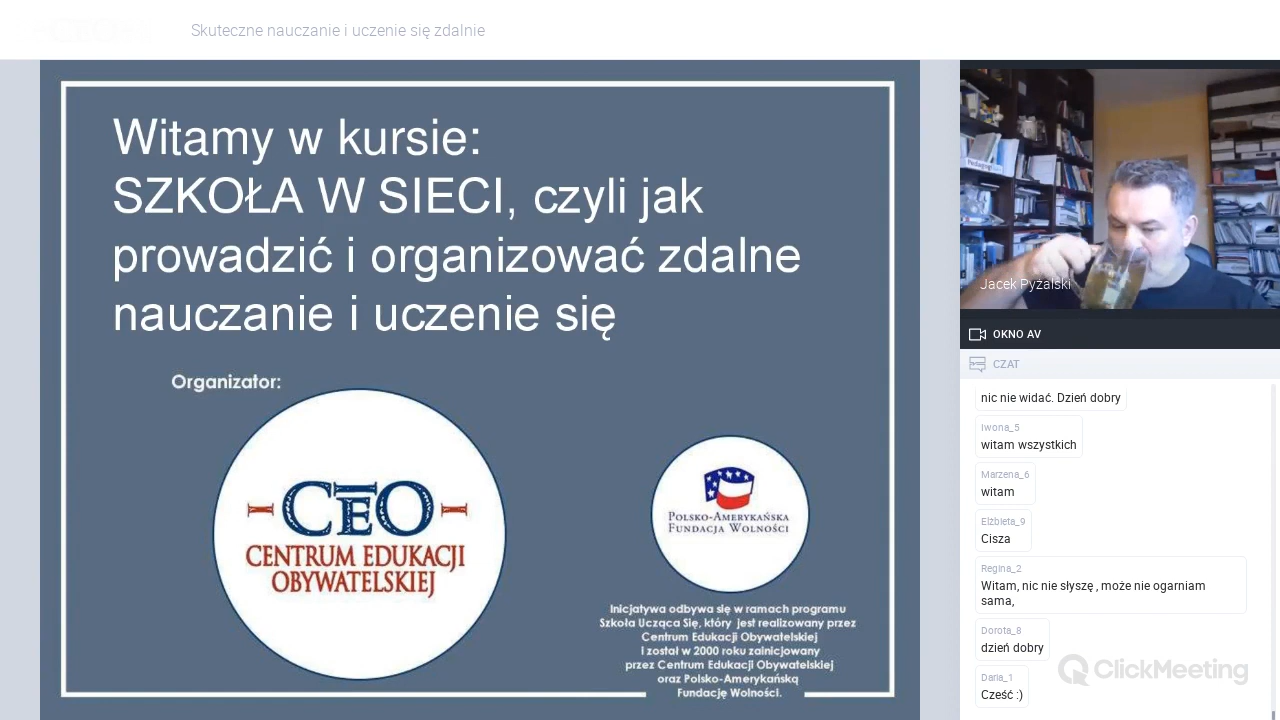 Skuteczne nauczanie i uczenie się zdalnie
Witamy w kursie:
SZKOŁA W SIECI, czyli jak
prowadzić i organizować zdalne
nauczanie i uczenie się
Organizator:
CEO
CENTRUM EDUKACJI
OBYWATELSKIEJ
POLSKO-AMERYKAŃSKA
FUNDACJA WOLNOŚCI
Inicjatywa odbywa się w ramach programu
Szkoła Ucząca Się, który jest realizowany przez
Centrum Edukacji Obywatelskiej
i został w 2000 roku zainicjowany
przez Centrum Edukacji Obywatelskiej
oraz Polsko-Amerykańską
Fundację Wolności.
Jacek Pyżalski
OKNO AV
CZAT
nic nie widać. Dzień dobry
Iwona_5
witam wszystkich
Marzena_6
witam
Elżbieta_9
Cisza
Regina_2
Witam, nic nie słyszę , może nie ogarniam
sama,
Dorota_8
dzień dobry
Daria_1
Cześć :)
ClickMeeting